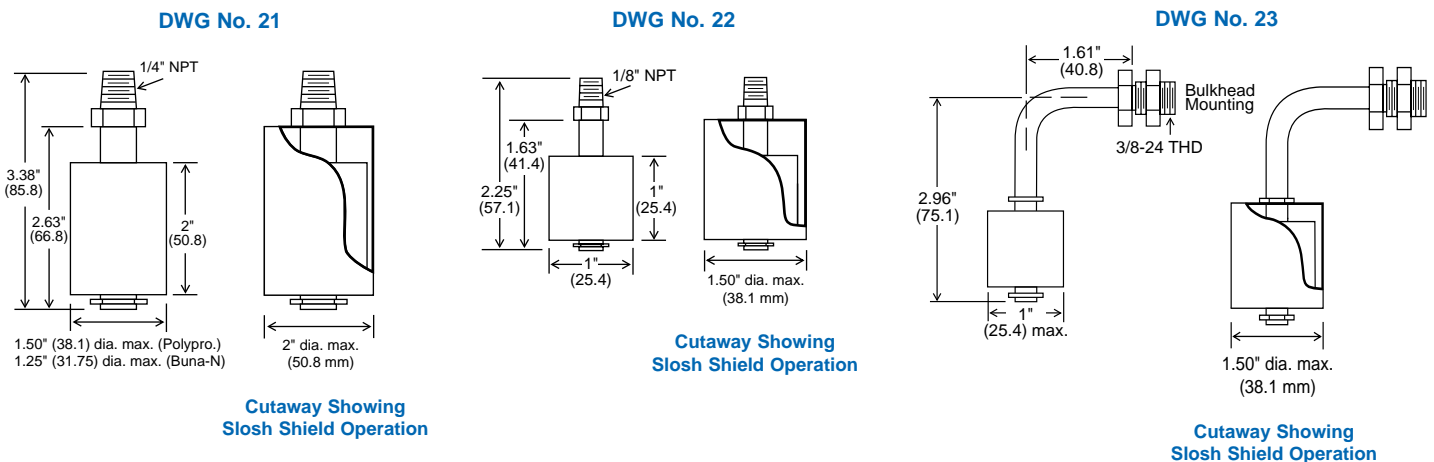 DWG No. 21
1/4" NPT
3.38"
(85.8)
2.63"
(66.8)
2"
(50.8)
1.50" (38.1) dia. max. (Polypro.)
1.25" (31.75) dia. max. (Buna-N)
2" dia. max.
(50.8 mm)
Cutaway Showing
Slosh Shield Operation
DWG No. 22
1/8" NPT
2.25"
(57.1)
1.63"
(41.4)
1"
(25.4)
1"
(25.4)
1.50" dia. max.
(38.1 mm)
Cutaway Showing
Slosh Shield Operation
DWG No. 23
1.61"
(40.8)
Bulkhead
Mounting
3/8-24 THD
2.96"
(75.1)
1"
(25.4) max.
1.50" dia. max.
(38.1 mm)
Cutaway Showing
Slosh Shield Operation